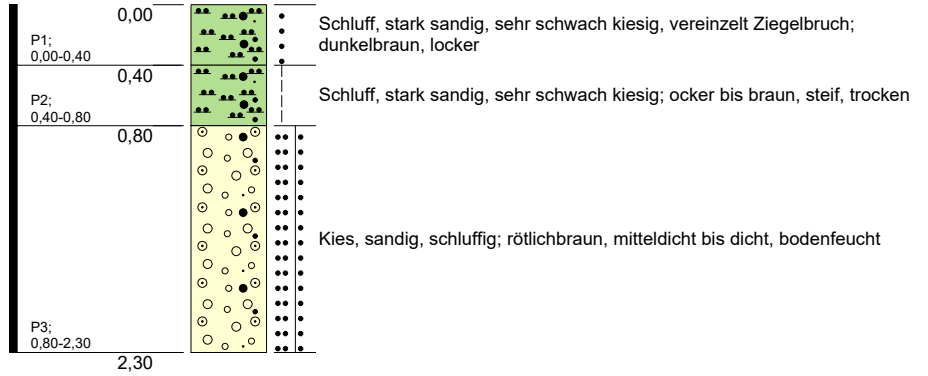 0,00
Schluff, stark sandig, sehr schwach kiesig, vereinzelt Ziegelbruch;
dunkelbraun, locker
P1;
0,00-0,40
0,40
P2;
0,40-0,80
Schluff, stark sandig, sehr schwach kiesig; ocker bis braun, steif, trocken
0,80
Kies, sandig, schluffig; rötlichbraun, mitteldicht bis dicht, bodenfeucht
P3;
0,80-2,30
2,30